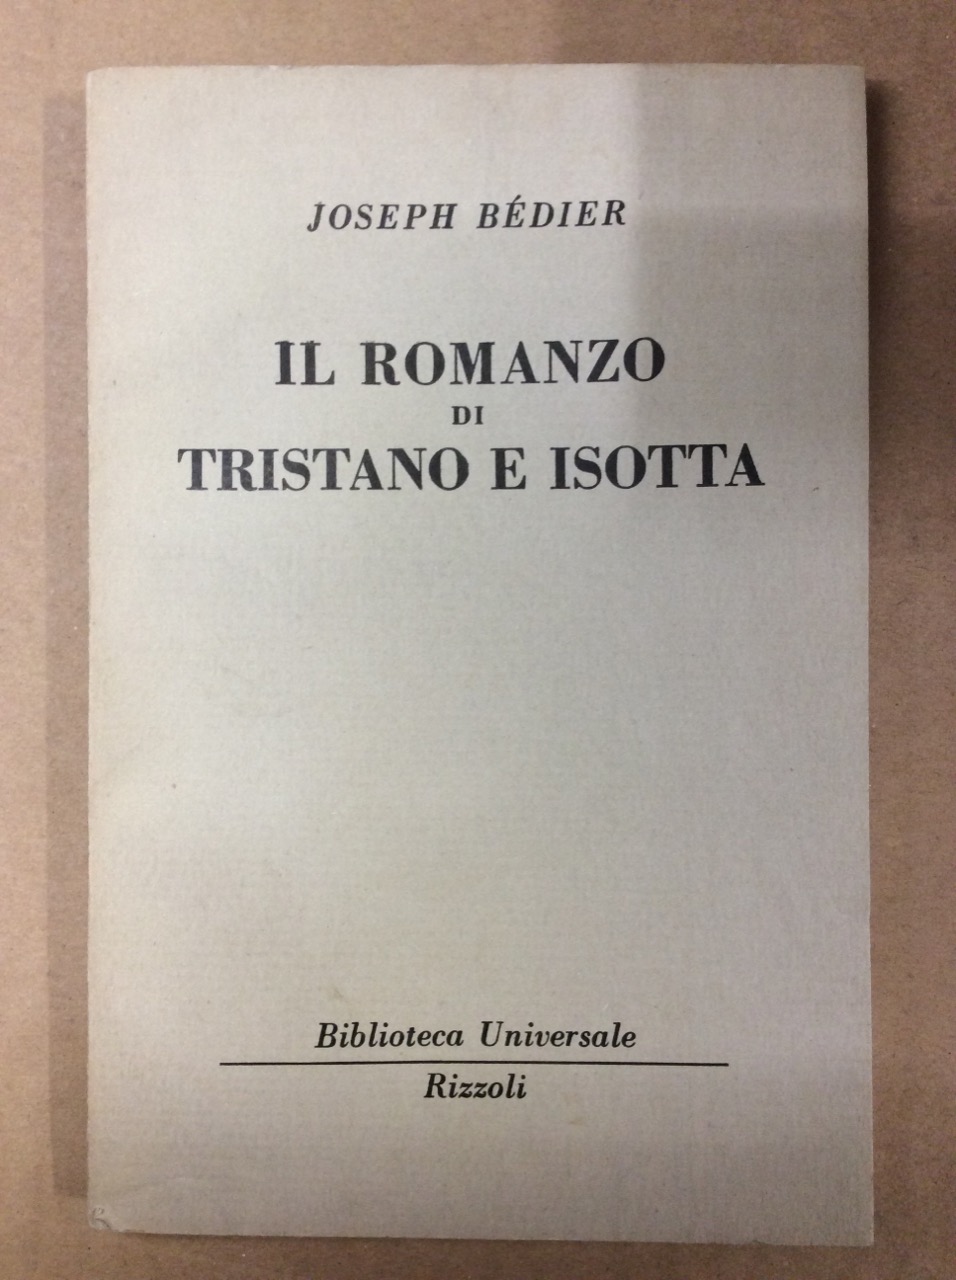 JOSEPH BÉDIER
IL ROMANZO
DI
TRISTANO E ISOTTA
Biblioteca Universale
Rizzoli